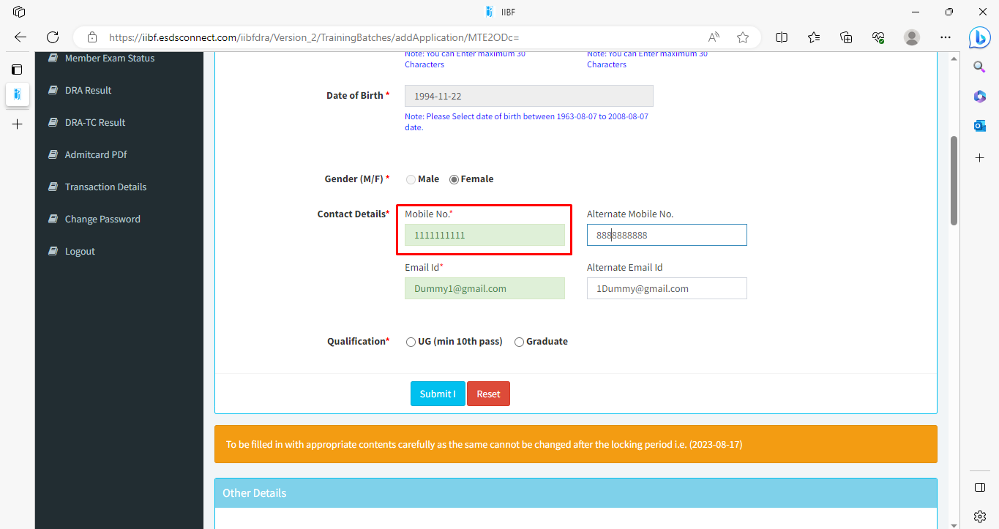 IIBF
https://iibf.esdsconnect.com/iibfdra/Version_2/TrainingBatches/addApplication/MTE2ODc=
Member Exam Status
DRA Result
DRA-TC Result
Admitcard PDf
Transaction Details
Change Password
Logout
Note: You can Enter maximum 30 Characters
Note: You can Enter maximum 30 Characters
Date of Birth *
1994-11-22
Note: Please Select date of birth between 1963-08-07 to 2008-08-07
date.
Gender (M/F) * Male Female
Contact Details* Mobile No.* Alternate Mobile No.
1111111111 8888888888
Email Id* Alternate Email Id
Dummy1@gmail.com 1Dummy@gmail.com
Qualification* UG (min 10th pass) Graduate
Submit I Reset
To be filled in with appropriate contents carefully as the same cannot be changed after the locking period i.e. (2023-08-17)
Other Details